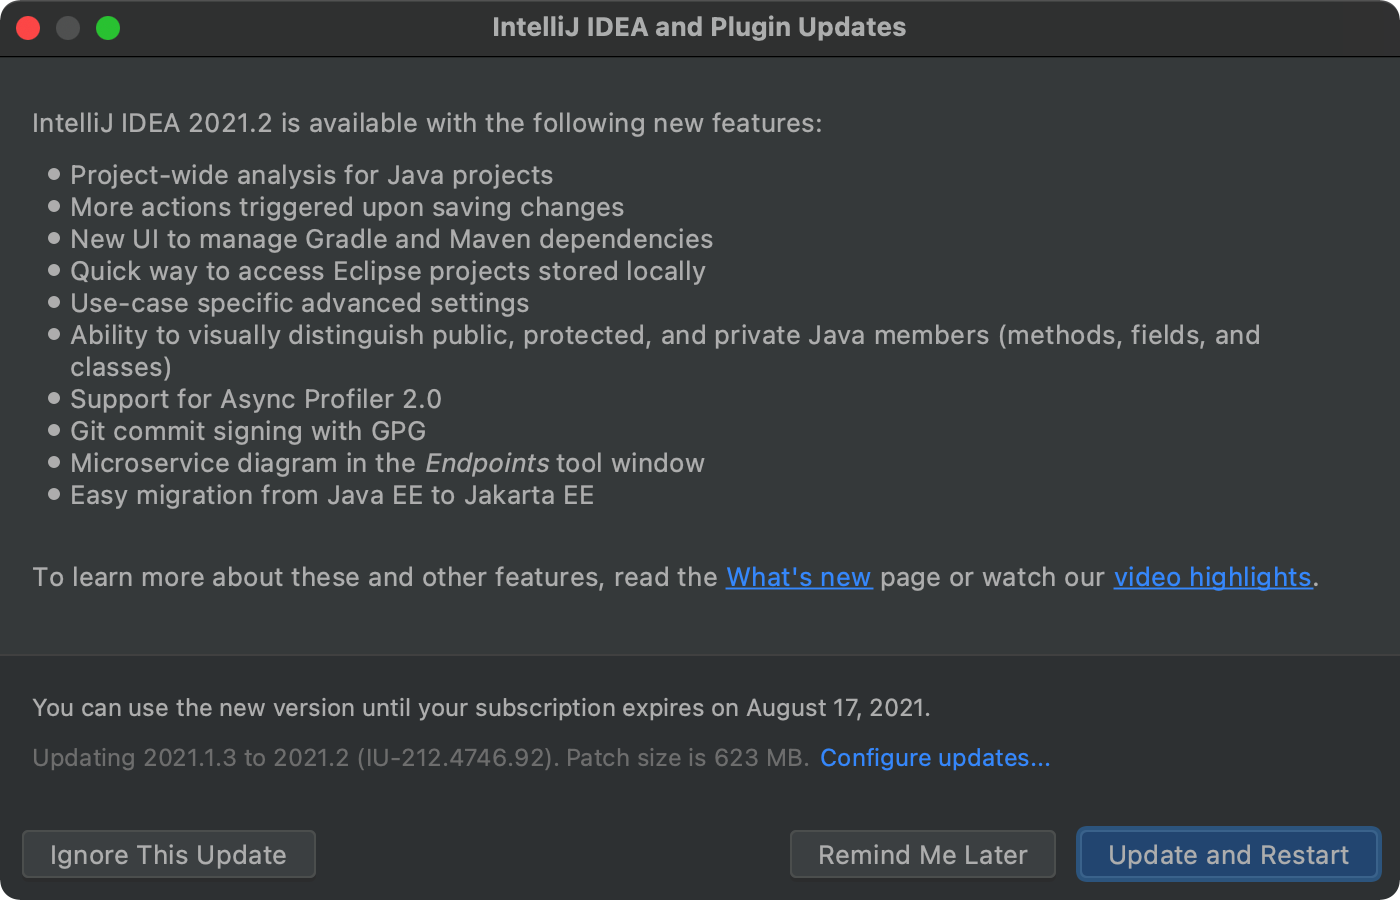 IntelliJ IDEA and Plugin Updates
IntelliJ IDEA 2021.2 is available with the following new features:
• Project-wide analysis for Java projects
• More actions triggered upon saving changes
• New UI to manage Gradle and Maven dependencies
• Quick way to access Eclipse projects stored locally
• Use-case specific advanced settings
• Ability to visually distinguish public, protected, and private Java members (methods, fields, and
classes)
• Support for Async Profiler 2.0
• Git commit signing with GPG
• Microservice diagram in the Endpoints tool window
• Easy migration from Java EE to Jakarta EE
To learn more about these and other features, read the What's new page or watch our video highlights.
You can use the new version until your subscription expires on August 17, 2021.
Updating 2021.1.3 to 2021.2 (IU-212.4746.92). Patch size is 623 MB. Configure updates...
Ignore This Update Remind Me Later Update and Restart